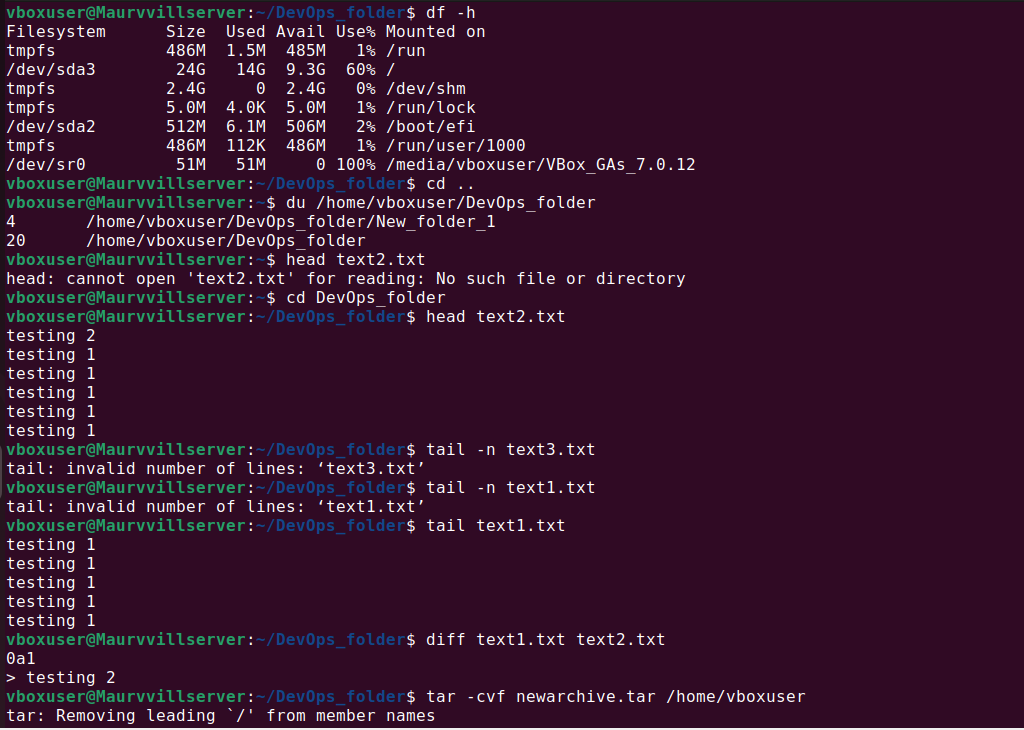 vboxuser@Maurvvillserver:~/DevOps_folder$ df -h
Filesystem      Size  Used Avail Use% Mounted on
tmpfs           486M  1.5M  485M   1% /run
/dev/sda3        24G   14G  9.3G  60% /
tmpfs           2.4G     0  2.4G   0% /dev/shm
tmpfs           5.0M  4.0K  5.0M   1% /run/lock
/dev/sda2       512M  6.1M  506M   2% /boot/efi
tmpfs           486M  112K  486M   1% /run/user/1000
/dev/sr0         51M   51M     0 100% /media/vboxuser/VBox_GAs_7.0.12
vboxuser@Maurvvillserver:~/DevOps_folder$ cd ..
vboxuser@Maurvvillserver:~$ du /home/vboxuser/DevOps_folder
4       /home/vboxuser/DevOps_folder/New_folder_1
20      /home/vboxuser/DevOps_folder
vboxuser@Maurvvillserver:~$ head text2.txt
head: cannot open 'text2.txt' for reading: No such file or directory
vboxuser@Maurvvillserver:~$ cd DevOps_folder
vboxuser@Maurvvillserver:~/DevOps_folder$ head text2.txt
testing 2
testing 1
testing 1
testing 1
testing 1
testing 1
vboxuser@Maurvvillserver:~/DevOps_folder$ tail -n text3.txt
tail: invalid number of lines: ‘text3.txt’
vboxuser@Maurvvillserver:~/DevOps_folder$ tail -n text1.txt
tail: invalid number of lines: ‘text1.txt’
vboxuser@Maurvvillserver:~/DevOps_folder$ tail text1.txt
testing 1
testing 1
testing 1
testing 1
testing 1
vboxuser@Maurvvillserver:~/DevOps_folder$ diff text1.txt text2.txt
0a1
> testing 2
vboxuser@Maurvvillserver:~/DevOps_folder$ tar -cvf newarchive.tar /home/vboxuser
tar: Removing leading `/' from member names